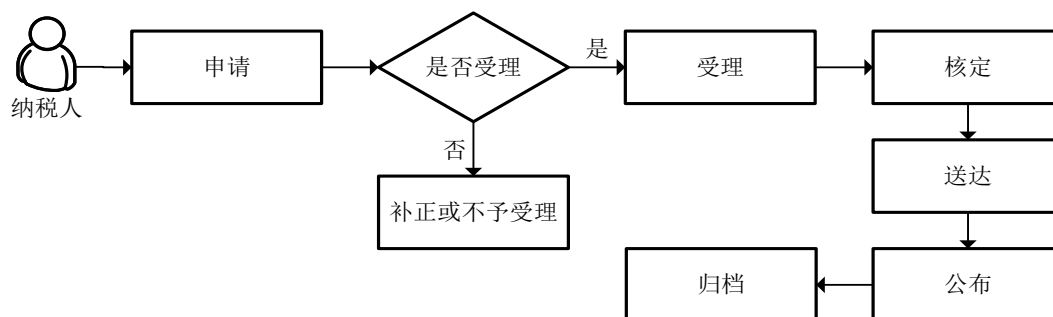 纳税人
申请
是否受理
是
受理
核定
否
补正或不予受理
送达
公布
归档